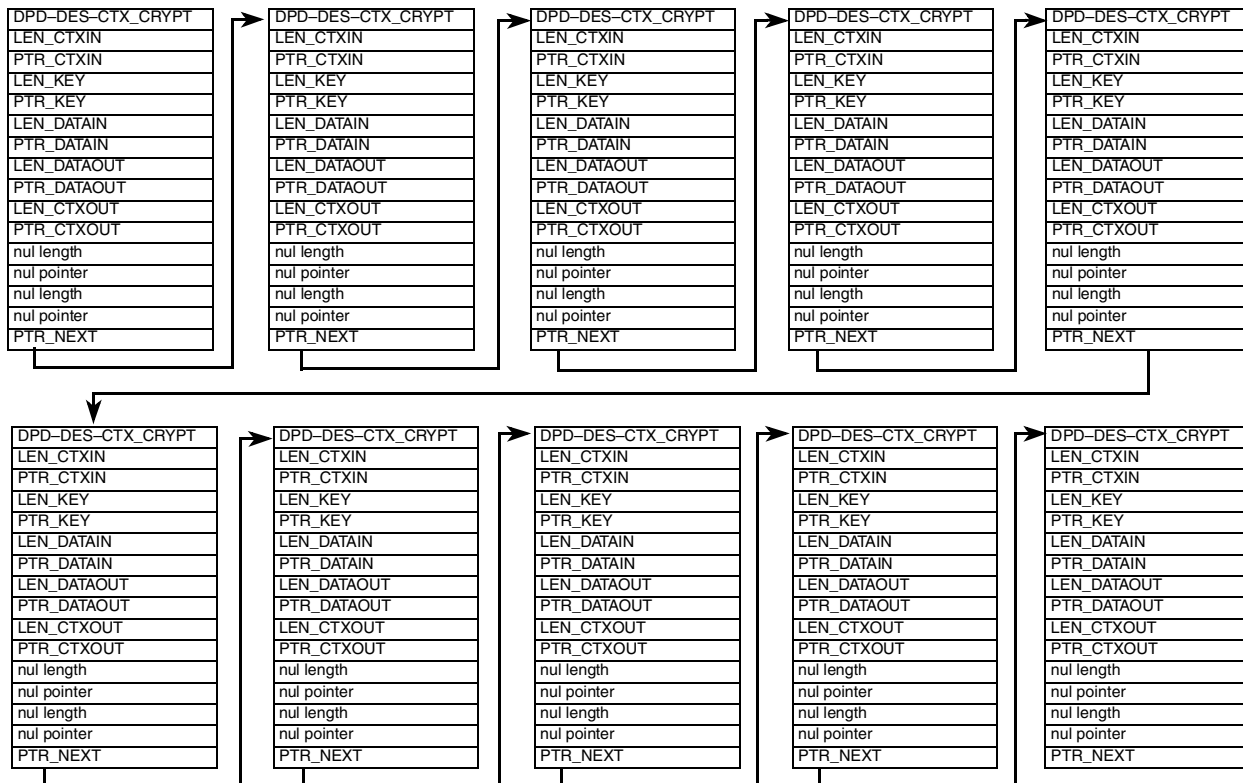 DPD–DES–CTX_CRYPT
LEN_CTXIN
PTR_CTXIN
LEN_KEY
PTR_KEY
LEN_DATAIN
PTR_DATAIN
LEN_DATAOUT
PTR_DATAOUT
LEN_CTXOUT
PTR_CTXOUT
nul length
nul pointer
nul length
nul pointer
PTR_NEXT
DPD–DES–CTX_CRYPT
LEN_CTXIN
PTR_CTXIN
LEN_KEY
PTR_KEY
LEN_DATAIN
PTR_DATAIN
LEN_DATAOUT
PTR_DATAOUT
LEN_CTXOUT
PTR_CTXOUT
nul length
nul pointer
nul length
nul pointer
PTR_NEXT
DPD–DES–CTX_CRYPT
LEN_CTXIN
PTR_CTXIN
LEN_KEY
PTR_KEY
LEN_DATAIN
PTR_DATAIN
LEN_DATAOUT
PTR_DATAOUT
LEN_CTXOUT
PTR_CTXOUT
nul length
nul pointer
nul length
nul pointer
PTR_NEXT
DPD–DES–CTX_CRYPT
LEN_CTXIN
PTR_CTXIN
LEN_KEY
PTR_KEY
LEN_DATAIN
PTR_DATAIN
LEN_DATAOUT
PTR_DATAOUT
LEN_CTXOUT
PTR_CTXOUT
nul length
nul pointer
nul length
nul pointer
PTR_NEXT
DPD–DES–CTX_CRYPT
LEN_CTXIN
PTR_CTXIN
LEN_KEY
PTR_KEY
LEN_DATAIN
PTR_DATAIN
LEN_DATAOUT
PTR_DATAOUT
LEN_CTXOUT
PTR_CTXOUT
nul length
nul pointer
nul length
nul pointer
PTR_NEXT
DPD–DES–CTX_CRYPT
LEN_CTXIN
PTR_CTXIN
LEN_KEY
PTR_KEY
LEN_DATAIN
PTR_DATAIN
LEN_DATAOUT
PTR_DATAOUT
LEN_CTXOUT
PTR_CTXOUT
nul length
nul pointer
nul length
nul pointer
PTR_NEXT
DPD–DES–CTX_CRYPT
LEN_CTXIN
PTR_CTXIN
LEN_KEY
PTR_KEY
LEN_DATAIN
PTR_DATAIN
LEN_DATAOUT
PTR_DATAOUT
LEN_CTXOUT
PTR_CTXOUT
nul length
nul pointer
nul length
nul pointer
PTR_NEXT
DPD–DES–CTX_CRYPT
LEN_CTXIN
PTR_CTXIN
LEN_KEY
PTR_KEY
LEN_DATAIN
PTR_DATAIN
LEN_DATAOUT
PTR_DATAOUT
LEN_CTXOUT
PTR_CTXOUT
nul length
nul pointer
nul length
nul pointer
PTR_NEXT
DPD–DES–CTX_CRYPT
LEN_CTXIN
PTR_CTXIN
LEN_KEY
PTR_KEY
LEN_DATAIN
PTR_DATAIN
LEN_DATAOUT
PTR_DATAOUT
LEN_CTXOUT
PTR_CTXOUT
nul length
nul pointer
nul length
nul pointer
PTR_NEXT
DPD–DES–CTX_CRYPT
LEN_CTXIN
PTR_CTXIN
LEN_KEY
PTR_KEY
LEN_DATAIN
PTR_DATAIN
LEN_DATAOUT
PTR_DATAOUT
LEN_CTXOUT
PTR_CTXOUT
nul length
nul pointer
nul length
nul pointer
PTR_NEXT